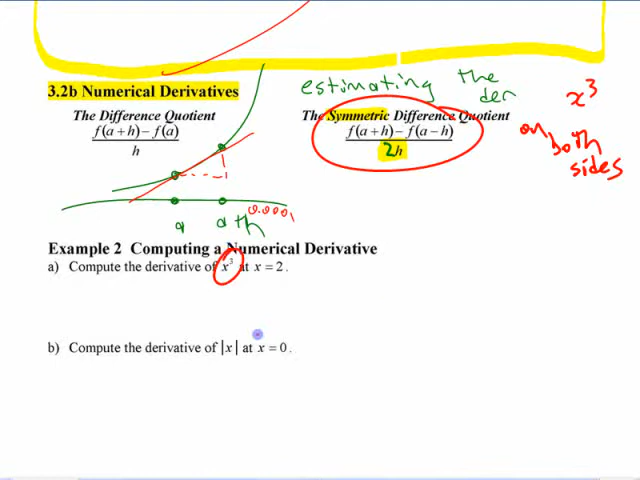 3.2b Numerical Derivatives
estimating the
der
x³
The Difference Quotient
The Symmetric Difference Quotient
f(a+h)−f(a)
h
f(a+h)−f(a−h)
2h
on both
sides
0.0001
a
a+h
Example 2 Computing a Numerical Derivative
a) Compute the derivative of x³ at x = 2.
b) Compute the derivative of |x| at x = 0.